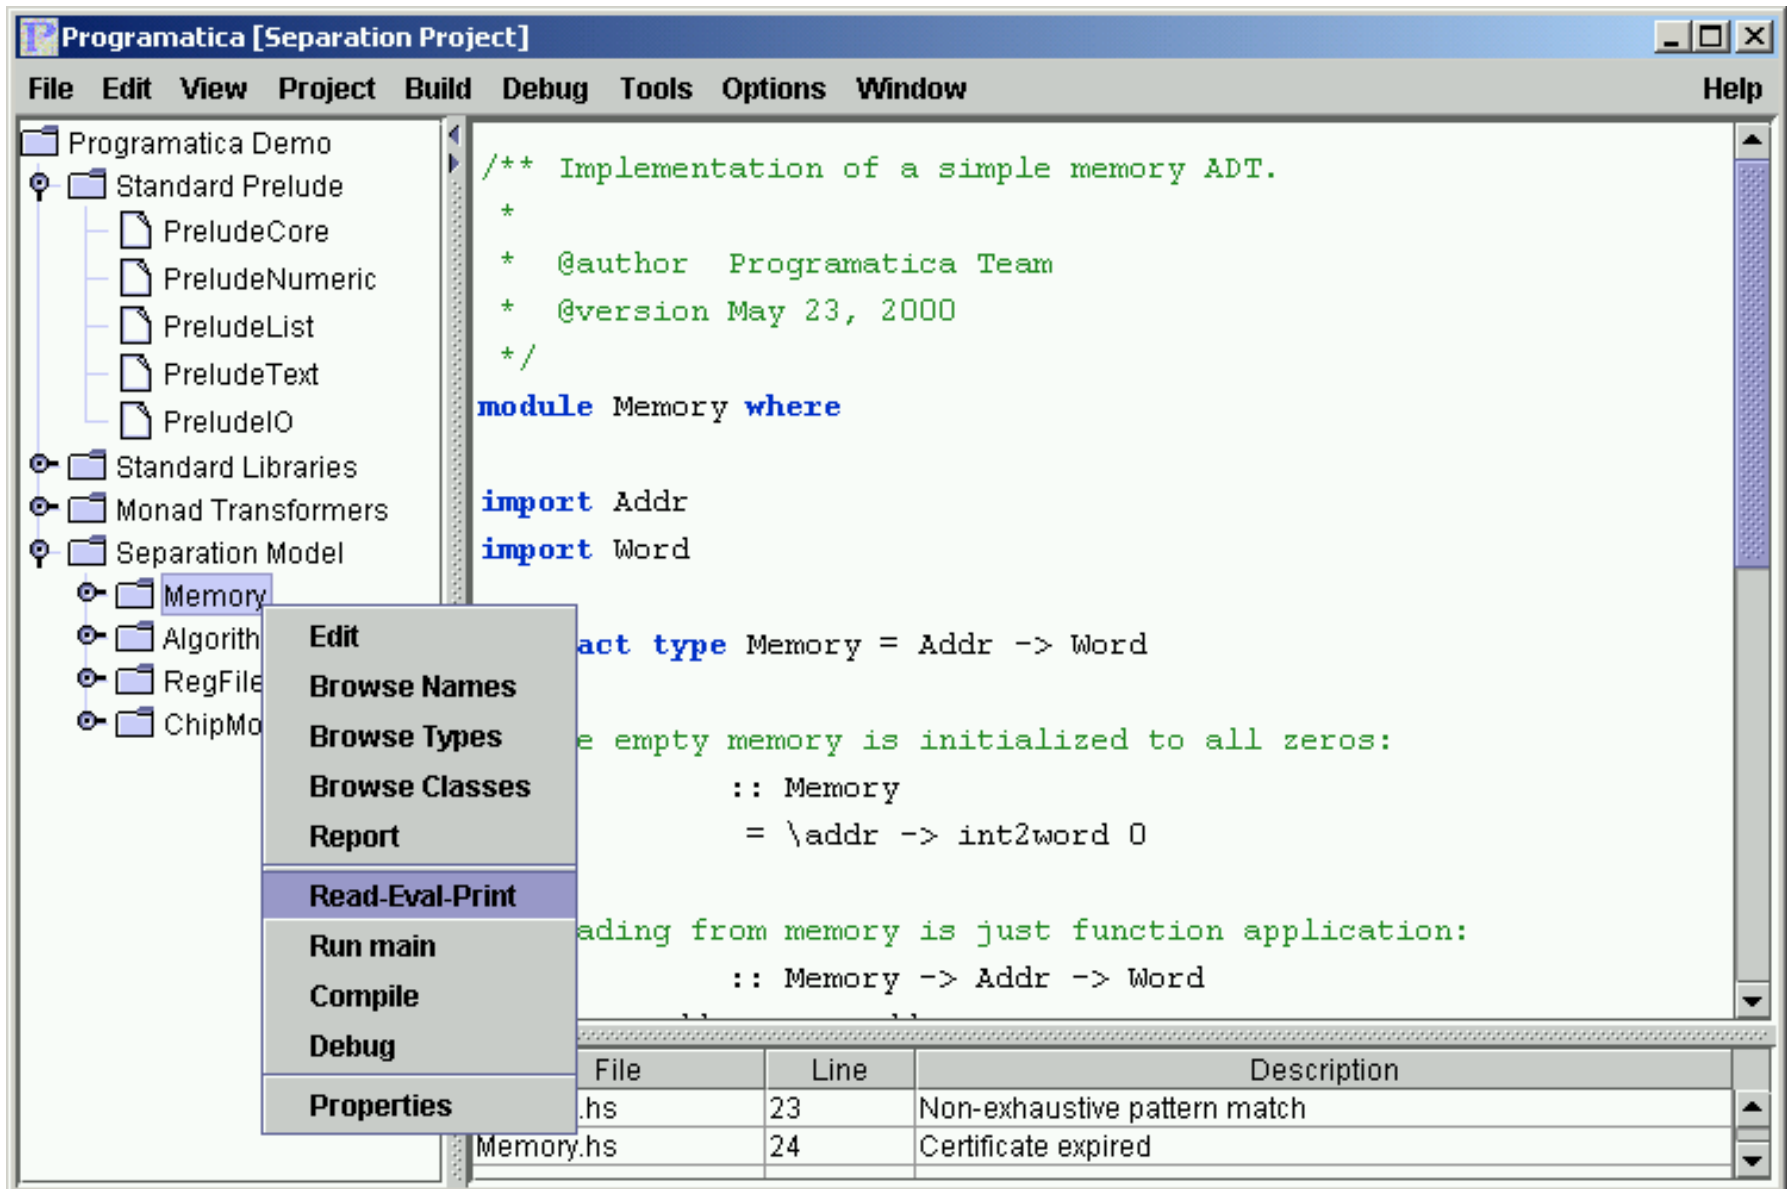 Programatica [Separation Project]
File Edit View Project Build Debug Tools Options Window Help
Programatica Demo
Standard Prelude
PreludeCore
PreludeNumeric
PreludeList
PreludeText
PreludeIO
Standard Libraries
Monad Transformers
Separation Model
Memory
Algorith
RegFile
ChipMo
Edit
Browse Names
Browse Types
Browse Classes
Report
Read-Eval-Print
Run main
Compile
Debug
Properties
/** Implementation of a simple memory ADT.
*
* @author Programatica Team
* @version May 23, 2000
*/
module Memory where
import Addr
import Word
act type Memory = Addr -> Word
e empty memory is initialized to all zeros:
:: Memory
= \addr -> int2word 0
ading from memory is just function application:
:: Memory -> Addr -> Word
File Line Description
.hs 23 Non-exhaustive pattern match
Memory.hs 24 Certificate expired